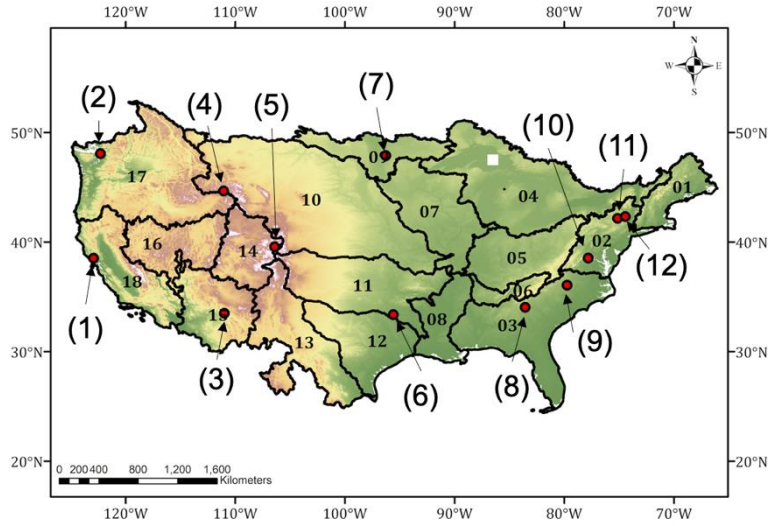 120°W 110°W 100°W 90°W 80°W 70°W
N
W E
S
(7)
(2) (4) (5)
(10) (11)
50°N 50°N
09
17 10 04 01
07
40°N 16 14 02 40°N
05 (12)
18 11 06
(1) 15 08 03
13 12 (9)
30°N (3) (6) (8) 30°N
20°N 20°N
0 200 400 800 1,200 1,600
Kilometers
120°W 110°W 100°W 90°W 80°W 70°W